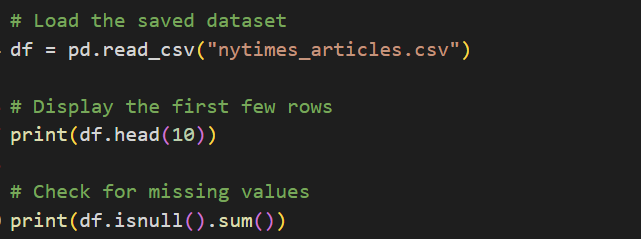 # Load the saved dataset
df = pd.read_csv("nytimes_articles.csv")
# Display the first few rows
print(df.head(10))
# Check for missing values
print(df.isnull().sum())